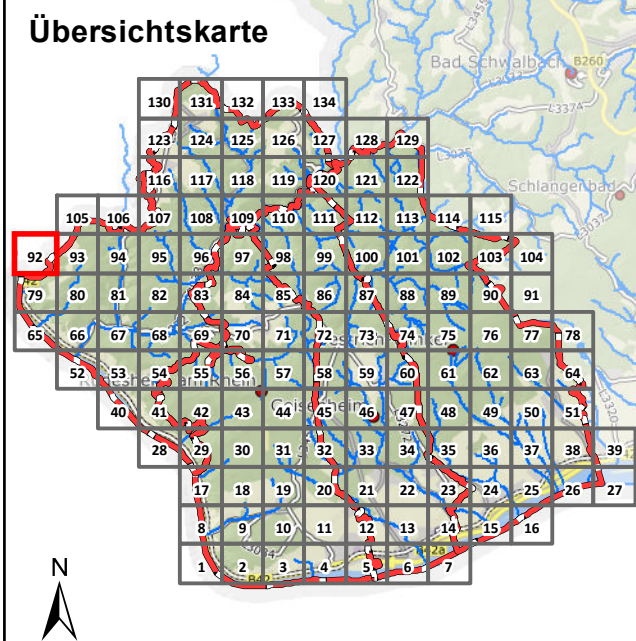 Übersichtskarte
Bad Schwalbach
B260
L3374
L3035
Schlangenbad
L3037
130 131 132 133 134
123 124 125 126 127 128 129
116 117 118 119 120 121 122
105 106 107 108 109 110 111 112 113 114 115
92 93 94 95 96 97 98 99 100 101 102 103 104
79 80 81 82 83 84 85 86 87 88 89 90 91
65 66 67 68 69 70 71 72 73 74 75 76 77 78
52 53 54 55 56 57 58 59 60 61 62 63 64
40 41 42 43 44 45 46 47 48 49 50 51
28 29 30 31 32 33 34 35 36 37 38 39
17 18 19 20 21 22 23 24 25 26 27
8 9 10 11 12 13 14 15 16
L3034
B42a
1 2 3 4 5 6 7
B42
N